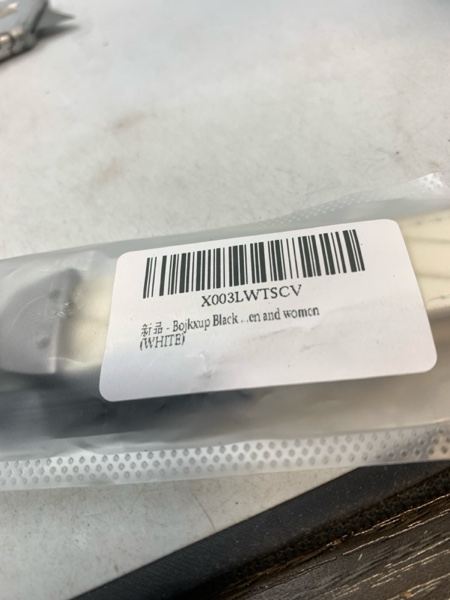 X003LWTSCV
新品 - Bojkxup Black ...en and women
(WHITE)